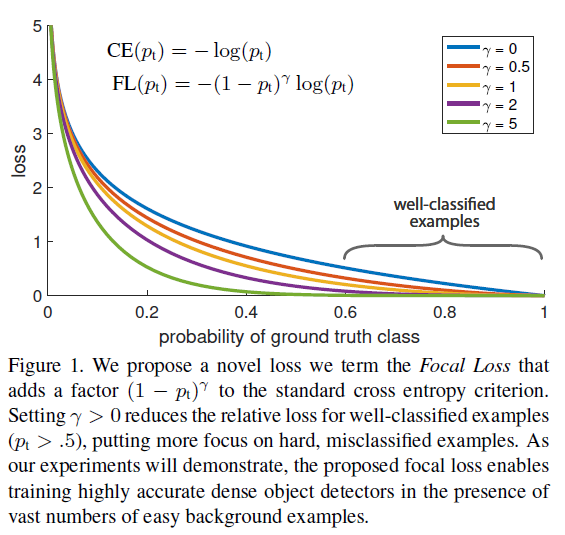 5
CE(pt) = − log(pt)
FL(pt) = −(1 − pt)γ log(pt)
γ = 0
γ = 0.5
γ = 1
γ = 2
γ = 5
4
3
loss
2
well-classified
examples
1
0
0 0.2 0.4 0.6 0.8 1
probability of ground truth class
Figure 1. We propose a novel loss we term the Focal Loss that
adds a factor (1 − pt)γ to the standard cross entropy criterion.
Setting γ > 0 reduces the relative loss for well-classified examples
(pt > .5), putting more focus on hard, misclassified examples. As
our experiments will demonstrate, the proposed focal loss enables
training highly accurate dense object detectors in the presence of
vast numbers of easy background examples.